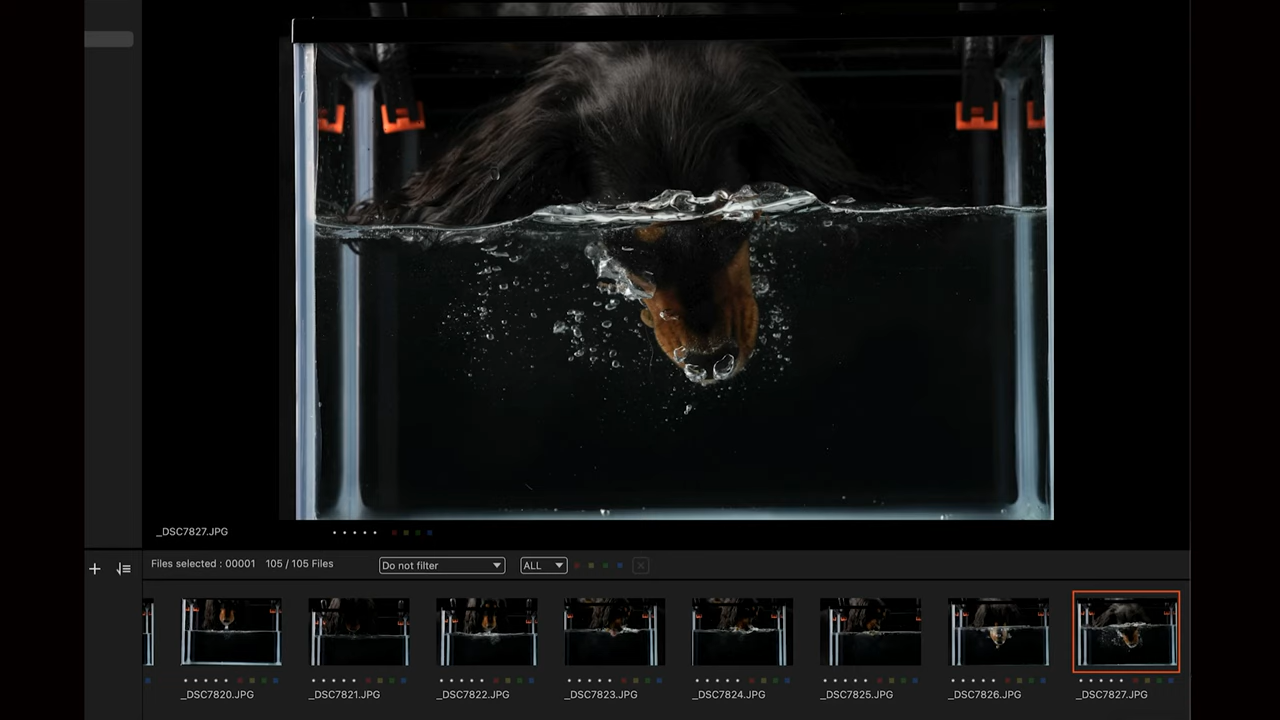 _DSC7827.JPG
Files selected : 00001 105 / 105 Files Do not filter ALL
_DSC7820.JPG _DSC7821.JPG _DSC7822.JPG _DSC7823.JPG _DSC7824.JPG _DSC7825.JPG _DSC7826.JPG _DSC7827.JPG